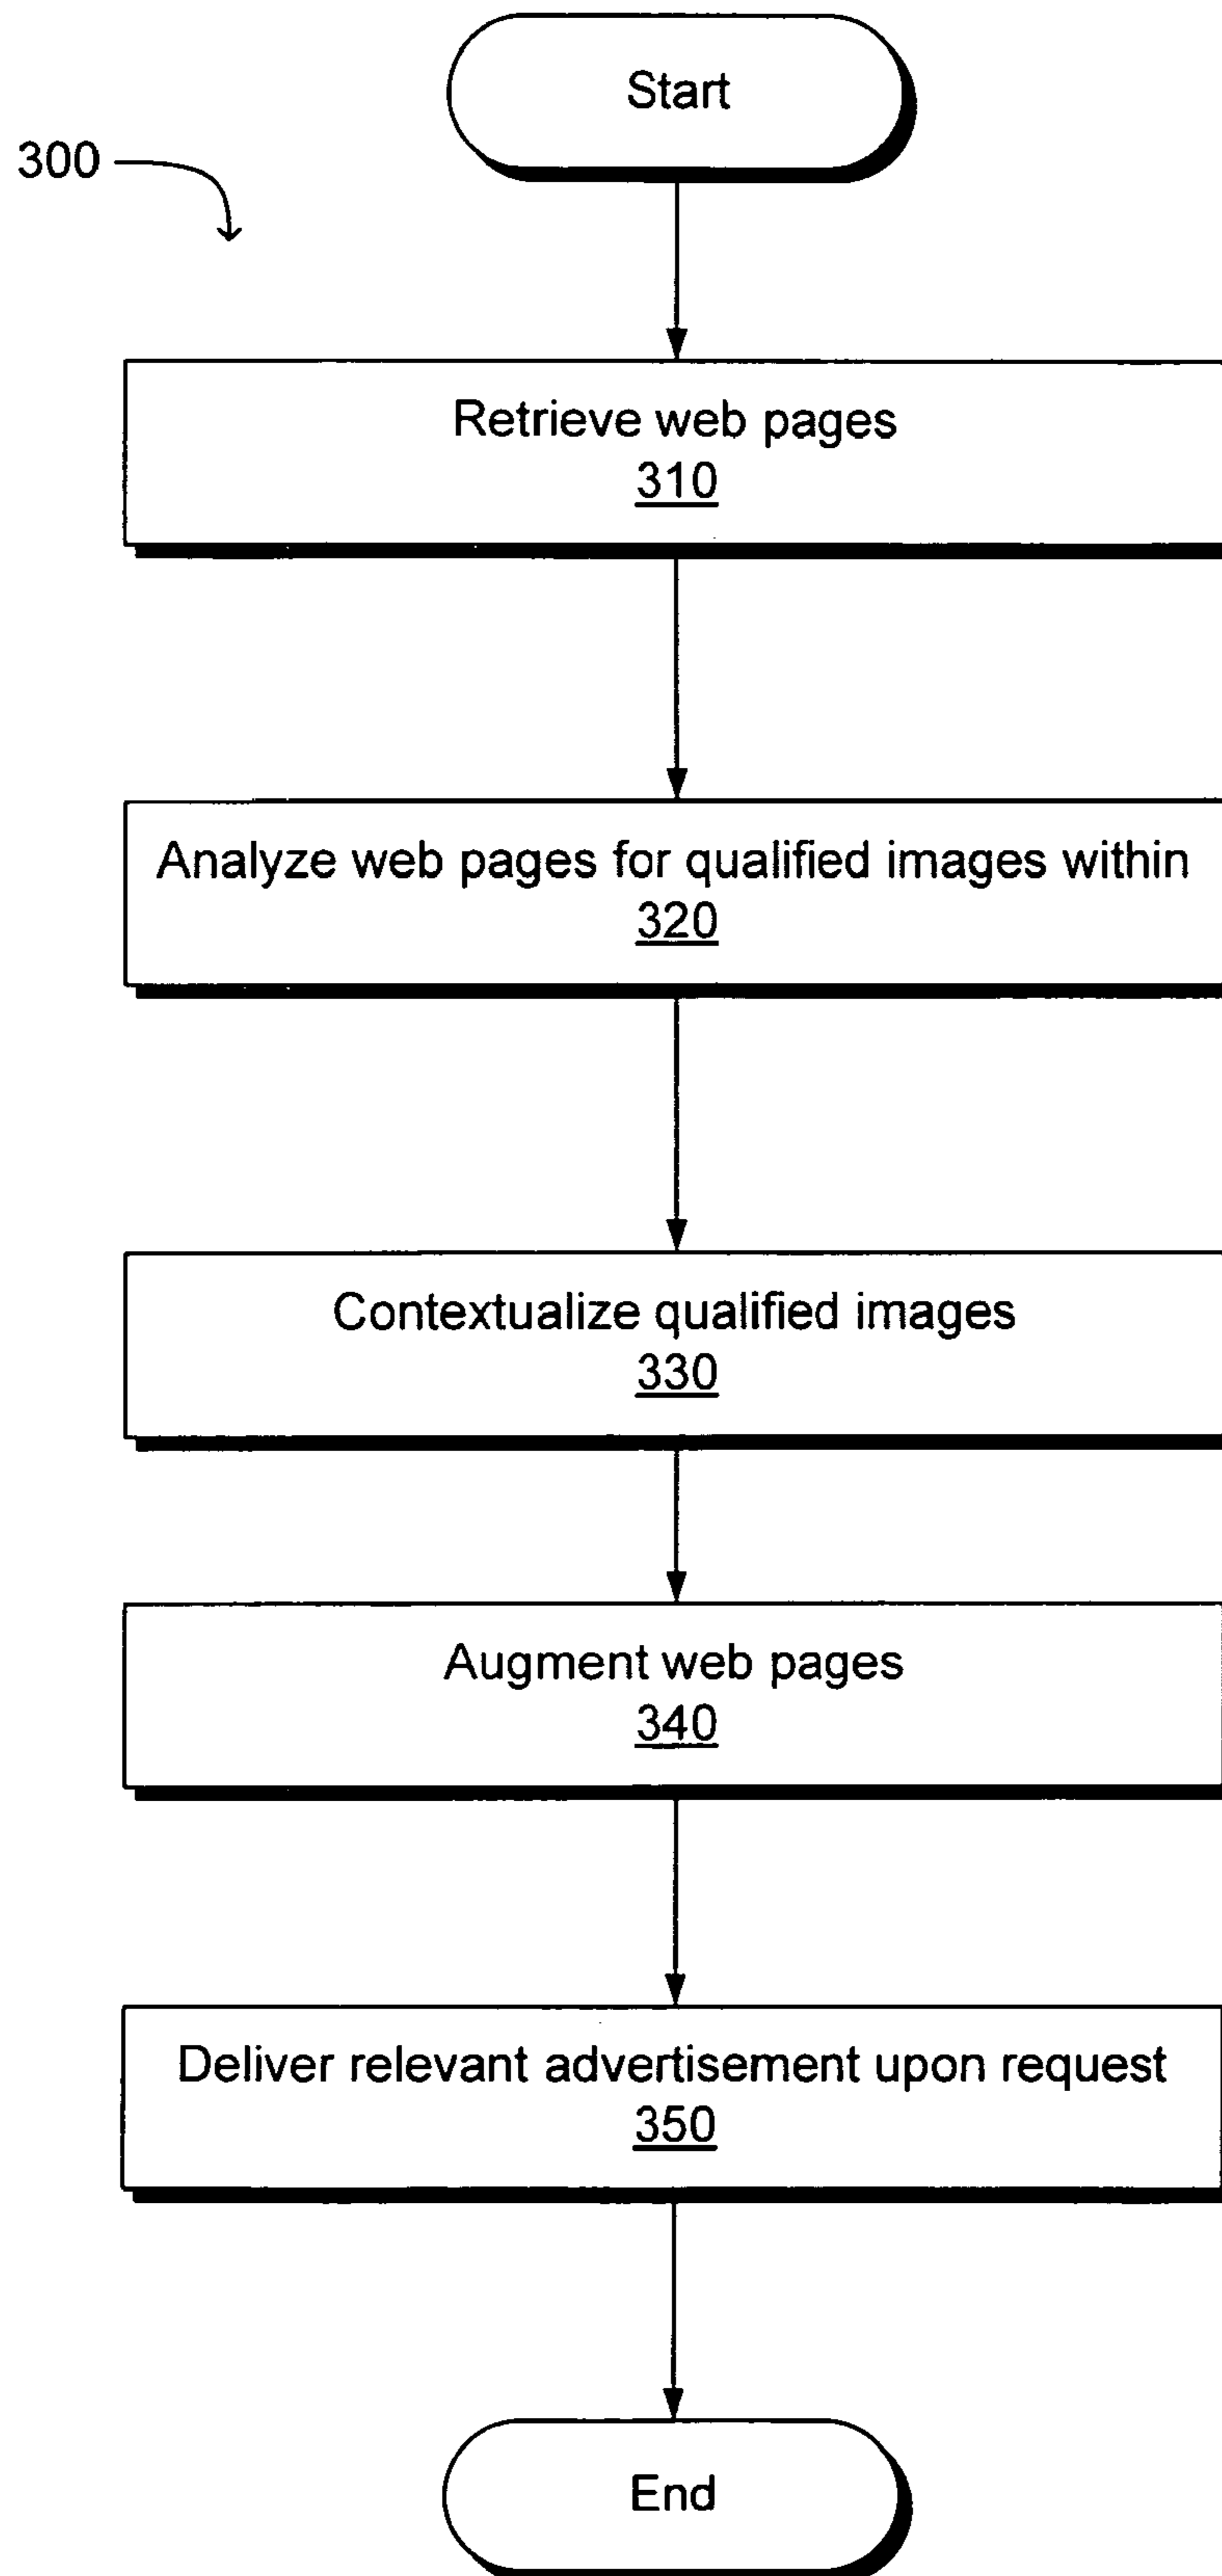 Start
300
Retrieve web pages
310
Analyze web pages for qualified images within
320
Contextualize qualified images
330
Augment web pages
340
Deliver relevant advertisement upon request
350
End